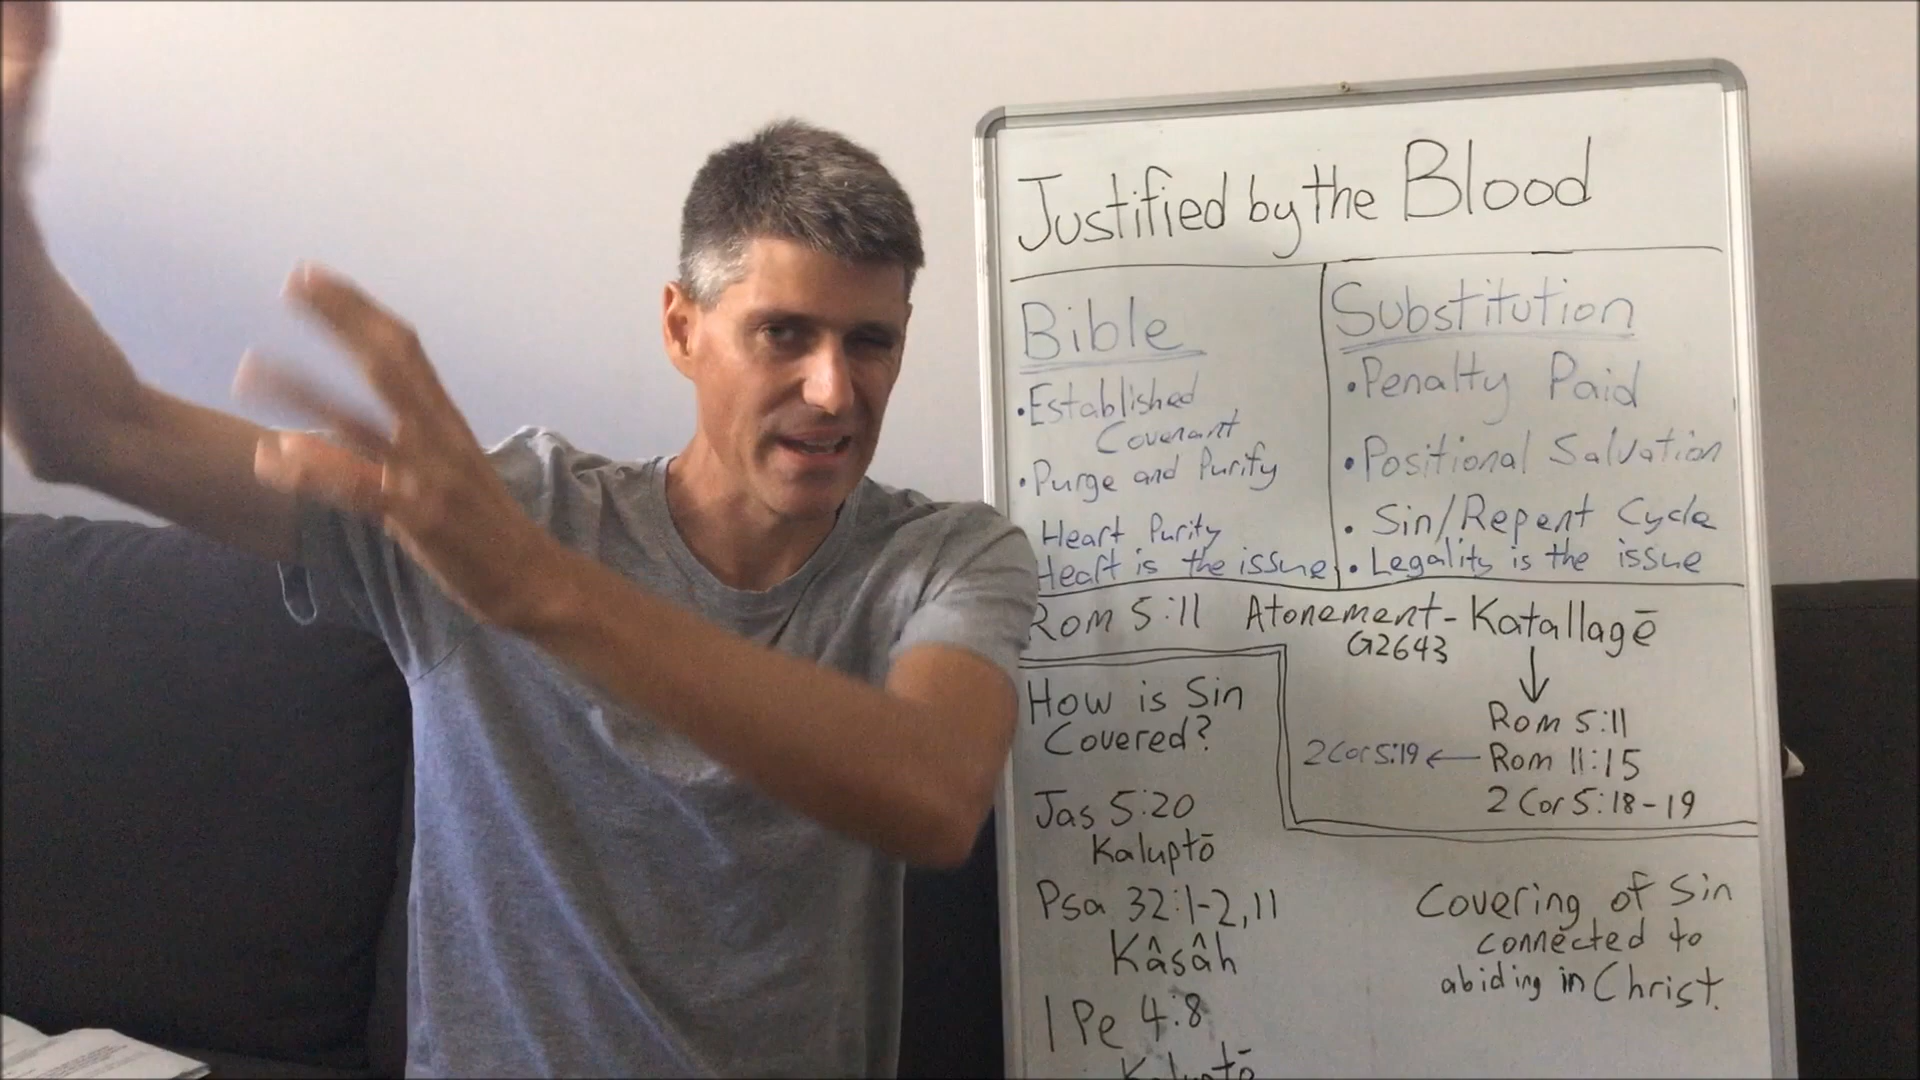 Justified by the Blood
Bible
• Established
Covenant
• Purge and Purify
Heart Purity
Heart is the issue
Substitution
• Penalty Paid
• Positional Salvation
• Sin/Repent Cycle
• Legality is the issue
Rom 5:11 Atonement - Katallagē
G2643
↓
Rom 5:11
2 Cor 5:19 ← Rom 11:15
2 Cor 5:18-19
How is Sin
Covered?
Jas 5:20
Kaluptō
Psa 32:1-2,11
Kâsâh
1 Pe 4:8
Kaluptō
Covering of Sin
connected to
abiding in Christ.